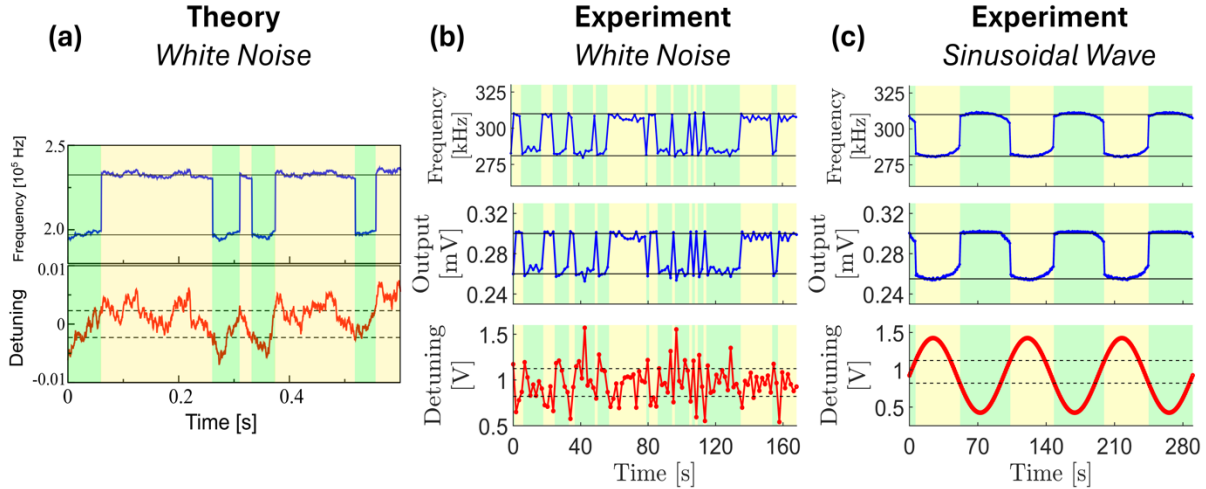 Theory
(a)
White Noise
Frequency [10⁵ Hz]
2.5
2.0
Detuning
0.01
0
-0.01
0
0.2
0.4
Time [s]
Experiment
(b)
White Noise
Frequency
[kHz]
325
300
275
Output
[mV]
0.32
0.28
0.24
Detuning
[V]
1.5
1
0.5
0
40
80
120
160
Time [s]
Experiment
(c)
Sinusoidal Wave
Frequency
[kHz]
325
300
275
Output
[mV]
0.32
0.28
0.24
Detuning
[V]
1.5
1
0.5
0
70
140
210
280
Time [s]